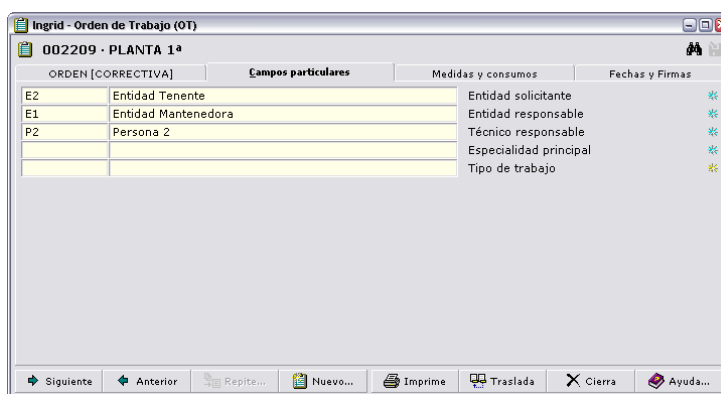 Ingrid - Orden de Trabajo (OT)
002209 · PLANTA 1ª
ORDEN [CORRECTIVA] Campos particulares Medidas y consumos Fechas y Firmas
E2 Entidad Tenente Entidad solicitante
E1 Entidad Mantenedora Entidad responsable
P2 Persona 2 Técnico responsable
Especialidad principal
Tipo de trabajo
Siguiente Anterior Repite... Nuevo... Imprime Traslada Cierra Ayuda...